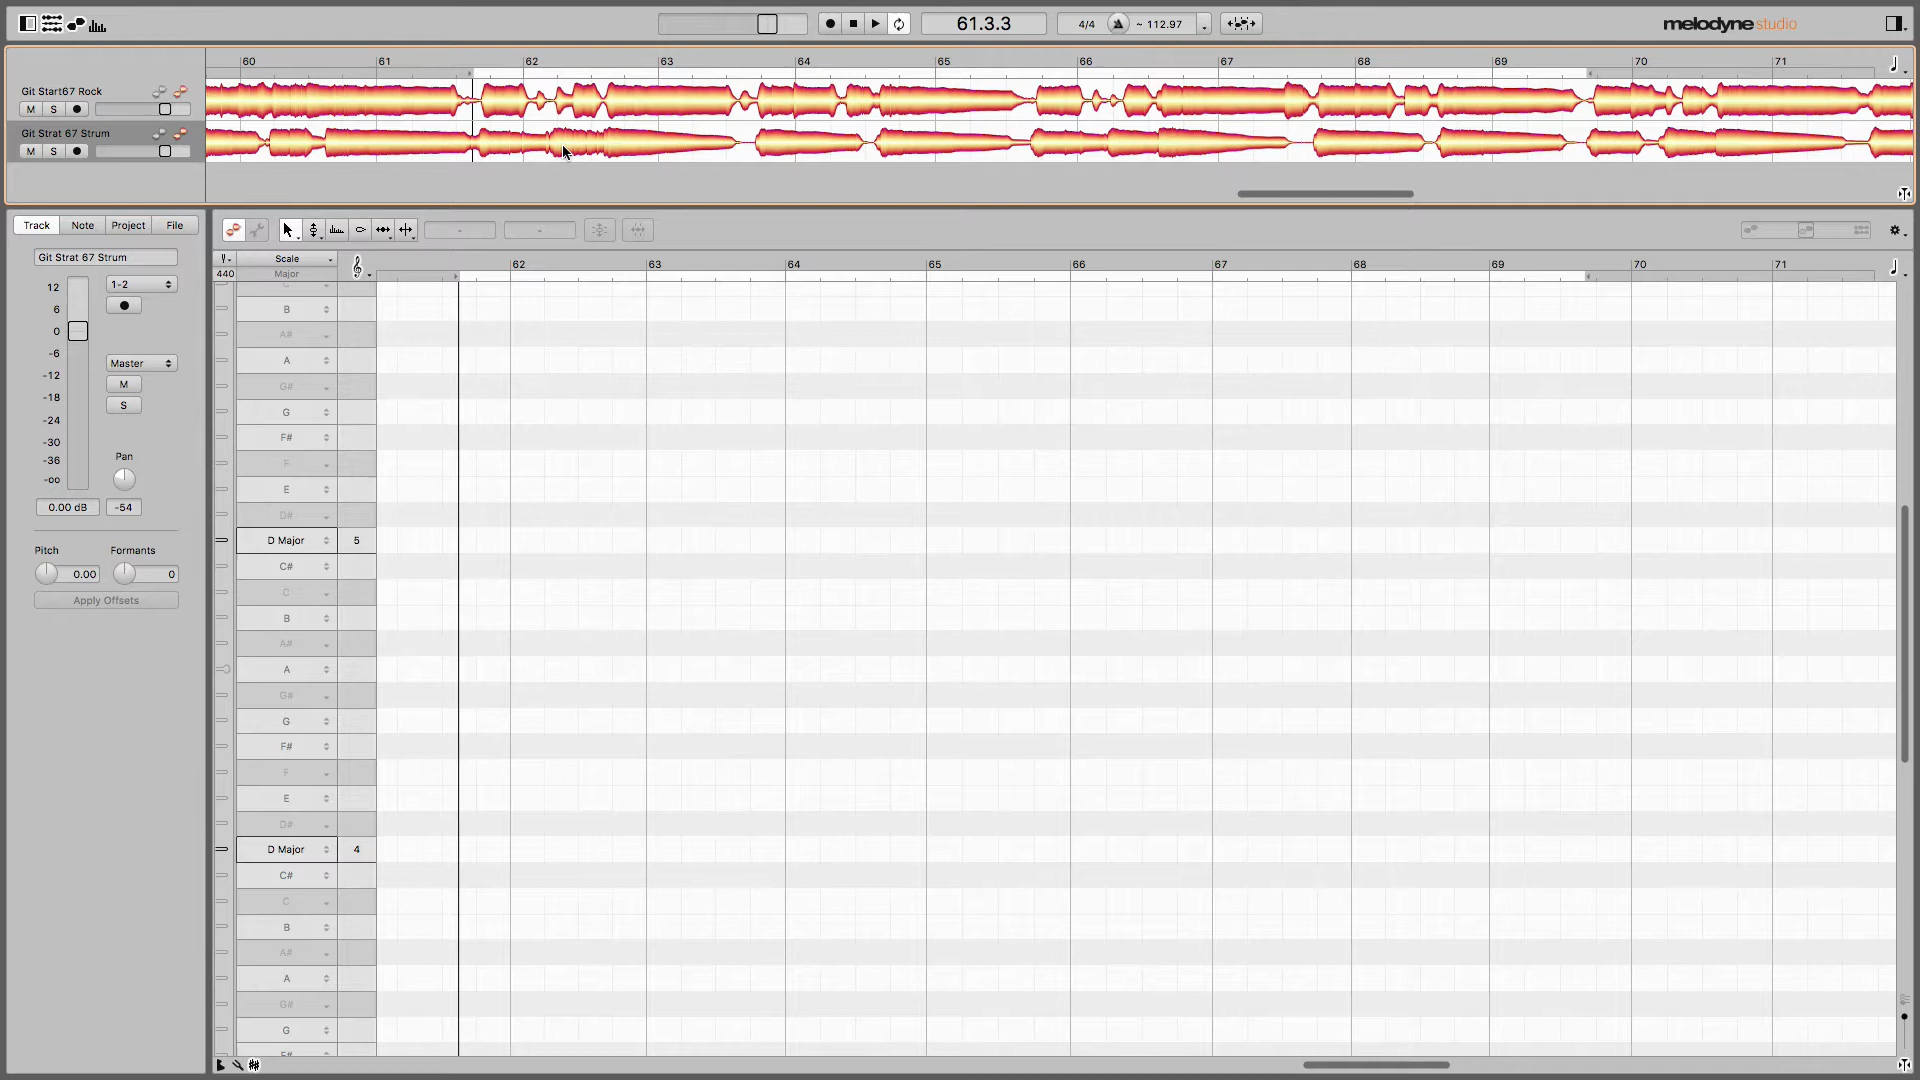 61.3.3
4/4 ~ 112.97
melodyne studio
60 61 62 63 64 65 66 67 68 69 70 71
Git Start67 Rock
M S
Git Strat 67 Strum
M S
Track Note Project File
- -
Git Strat 67 Strum
Scale
440 Major
62 63 64 65 66 67 68 69 70 71
1-2
12
6
0
-6
-12
-18
-24
-30
-36
-oo
Master
M
S
Pan
0.00 dB -54
Pitch Formants
0.00 0
Apply Offsets
B
A#
A
G#
G
F#
F
E
D#
D Major 5
C#
C
B
A#
A
G#
G
F#
F
E
D#
D Major 4
C#
C
B
A#
A
G#
G
F#